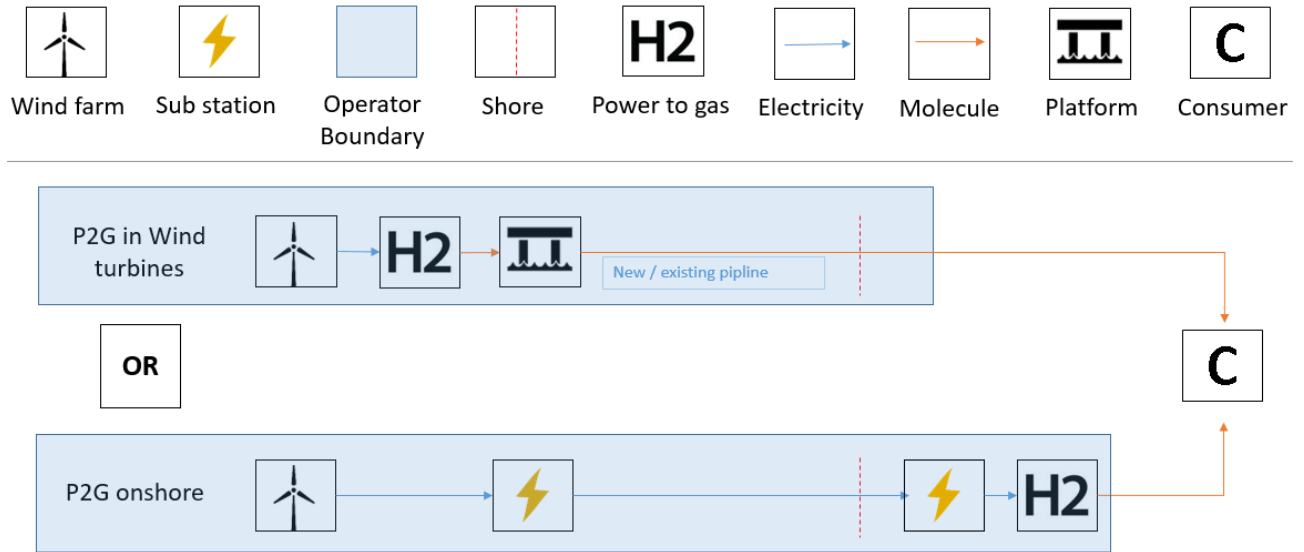 H2
C
Wind farm
Sub station
Operator
Boundary
Shore
Power to gas
Electricity
Molecule
Platform
Consumer
P2G in Wind
turbines
H2
New / existing pipline
OR
C
P2G onshore
H2